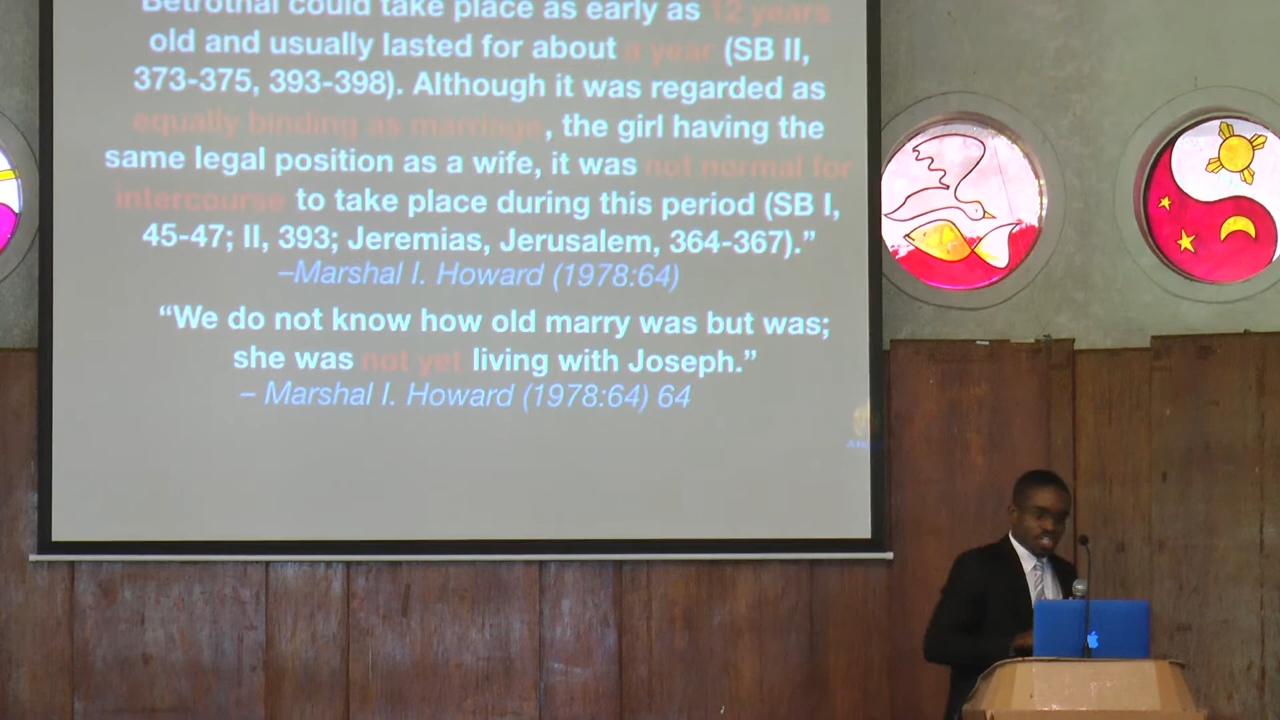 Betrothal could take place as early as 12 years
old and usually lasted for about a year (SB II,
373-375, 393-398). Although it was regarded as
equally binding as marriage, the girl having the
same legal position as a wife, it was not normal for
intercourse to take place during this period (SB I,
45-47; II, 393; Jeremias, Jerusalem, 364-367).”
–Marshal I. Howard (1978:64)
“We do not know how old marry was but was;
she was not yet living with Joseph.”
– Marshal I. Howard (1978:64) 64